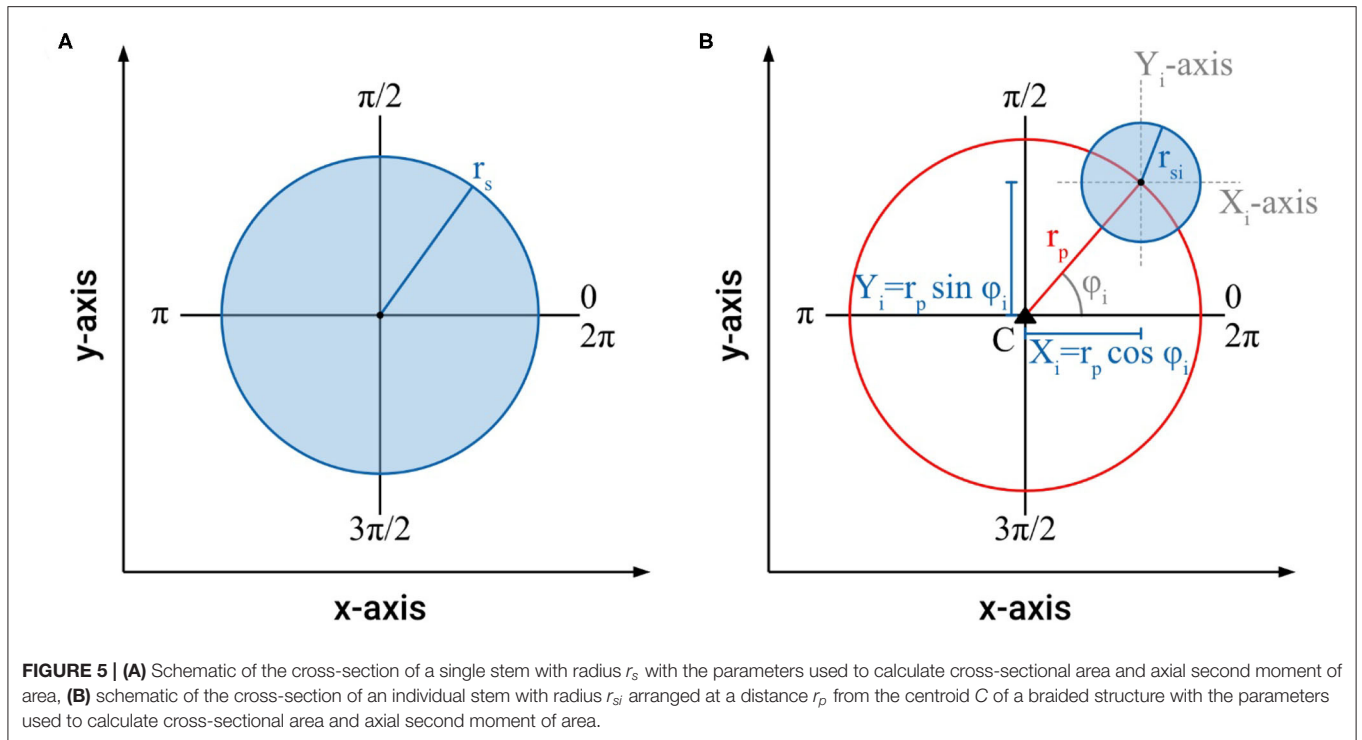 A
π/2
r_s
π
0
2π
3π/2
y-axis
x-axis
B
Y_i-axis
π/2
r_si
X_i-axis
r_p
Y_i=r_p sin φ_i
φ_i
π
0
2π
C
X_i=r_p cos φ_i
3π/2
y-axis
x-axis
FIGURE 5 | (A) Schematic of the cross-section of a single stem with radius r_s with the parameters used to calculate cross-sectional area and axial second moment of
area, (B) schematic of the cross-section of an individual stem with radius r_si arranged at a distance r_p from the centroid C of a braided structure with the parameters
used to calculate cross-sectional area and axial second moment of area.